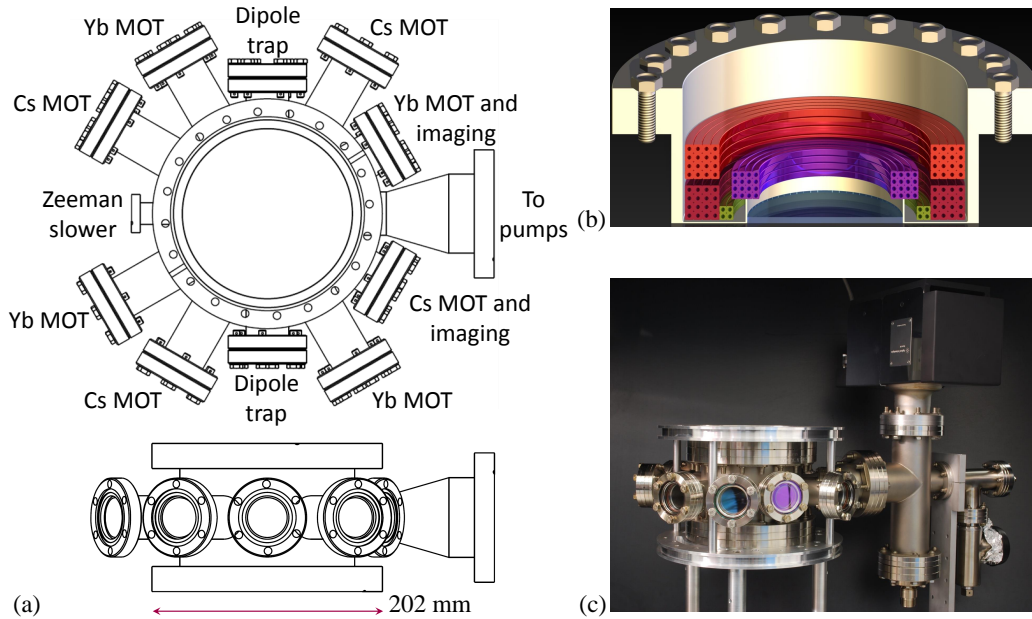 Yb MOT
Dipole
trap
Cs MOT
Cs MOT
Yb MOT and
imaging
Zeeman
slower
To
pumps
Yb MOT
Cs MOT and
imaging
Cs MOT
Dipole
trap
Yb MOT
(a)
202 mm
(b)
(c)